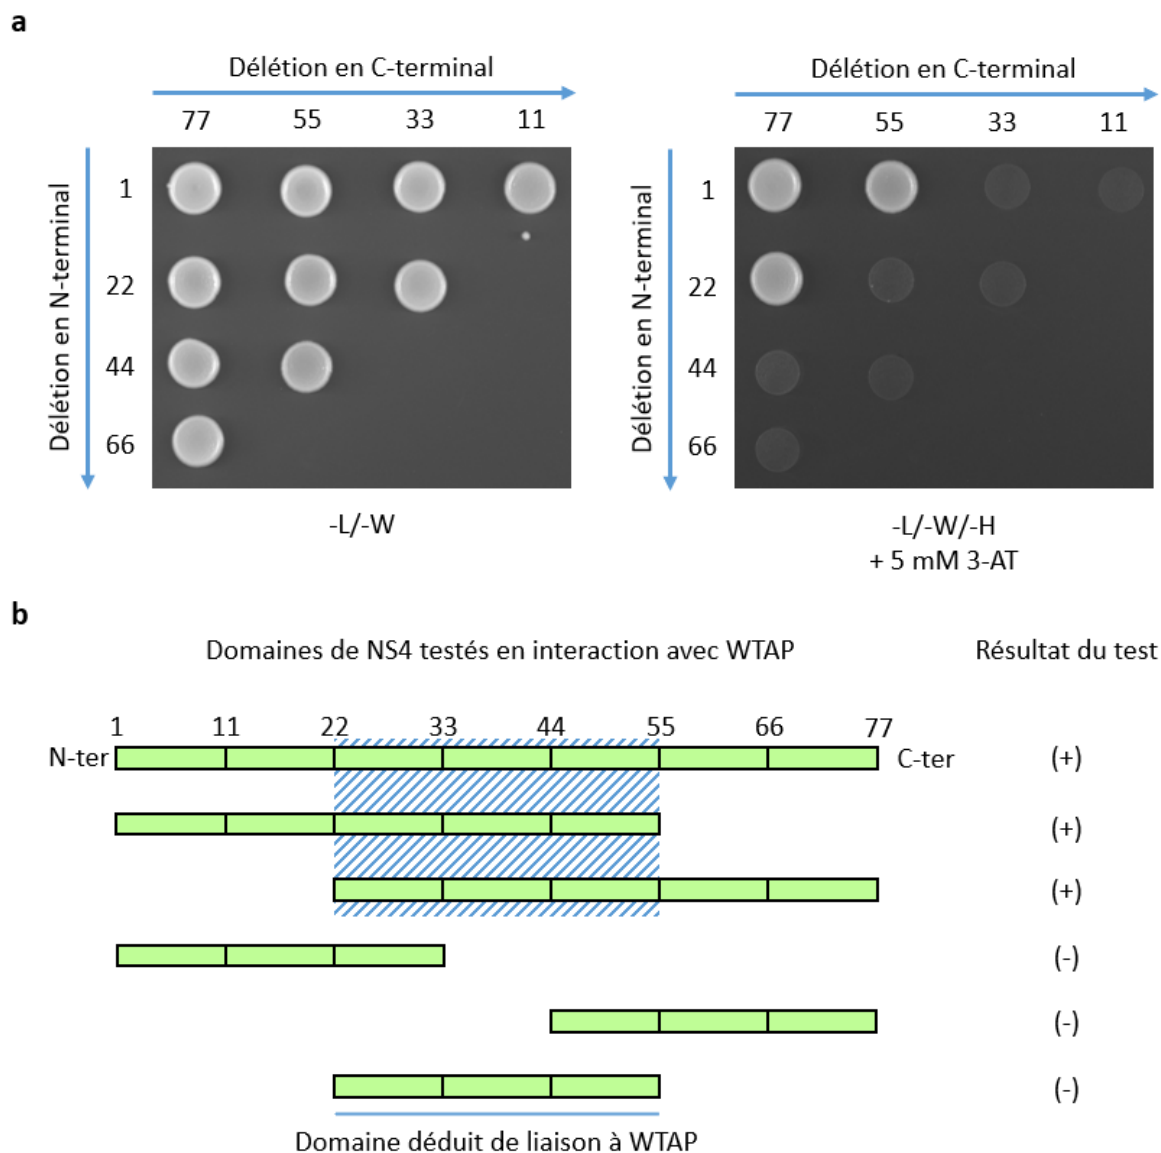 a
Délétion en C-terminal
77 55 33 11
Délétion en N-terminal
1
22
44
66
-L/-W
Délétion en C-terminal
77 55 33 11
Délétion en N-terminal
1
22
44
66
-L/-W/-H
+ 5 mM 3-AT
b
Domaines de NS4 testés en interaction avec WTAP Résultat du test
1 11 22 33 44 55 66 77
N-ter C-ter (+)
(+)
(+)
(-)
(-)
(-)
Domaine déduit de liaison à WTAP